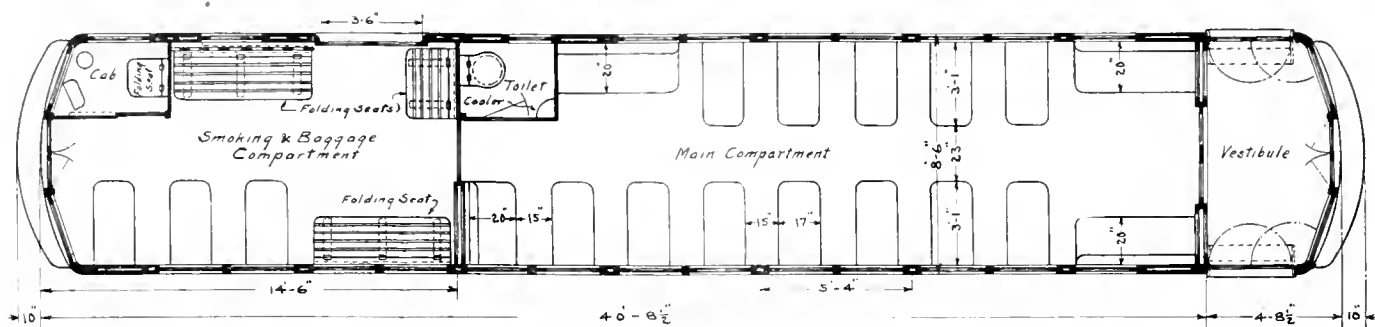 3'-6"
Cab
Folding
Seat
Folding Seats
Toilet
Cooler
20"
3'-1"
20"
Smoking & Baggage
Compartment
Main Compartment
8'-6"
23"
Vestibule
Folding Seat
20"
15"
15"
17"
3'-1"
20"
14'-6"
5'-4"
10"
40'-8½"
4-8½"
10"